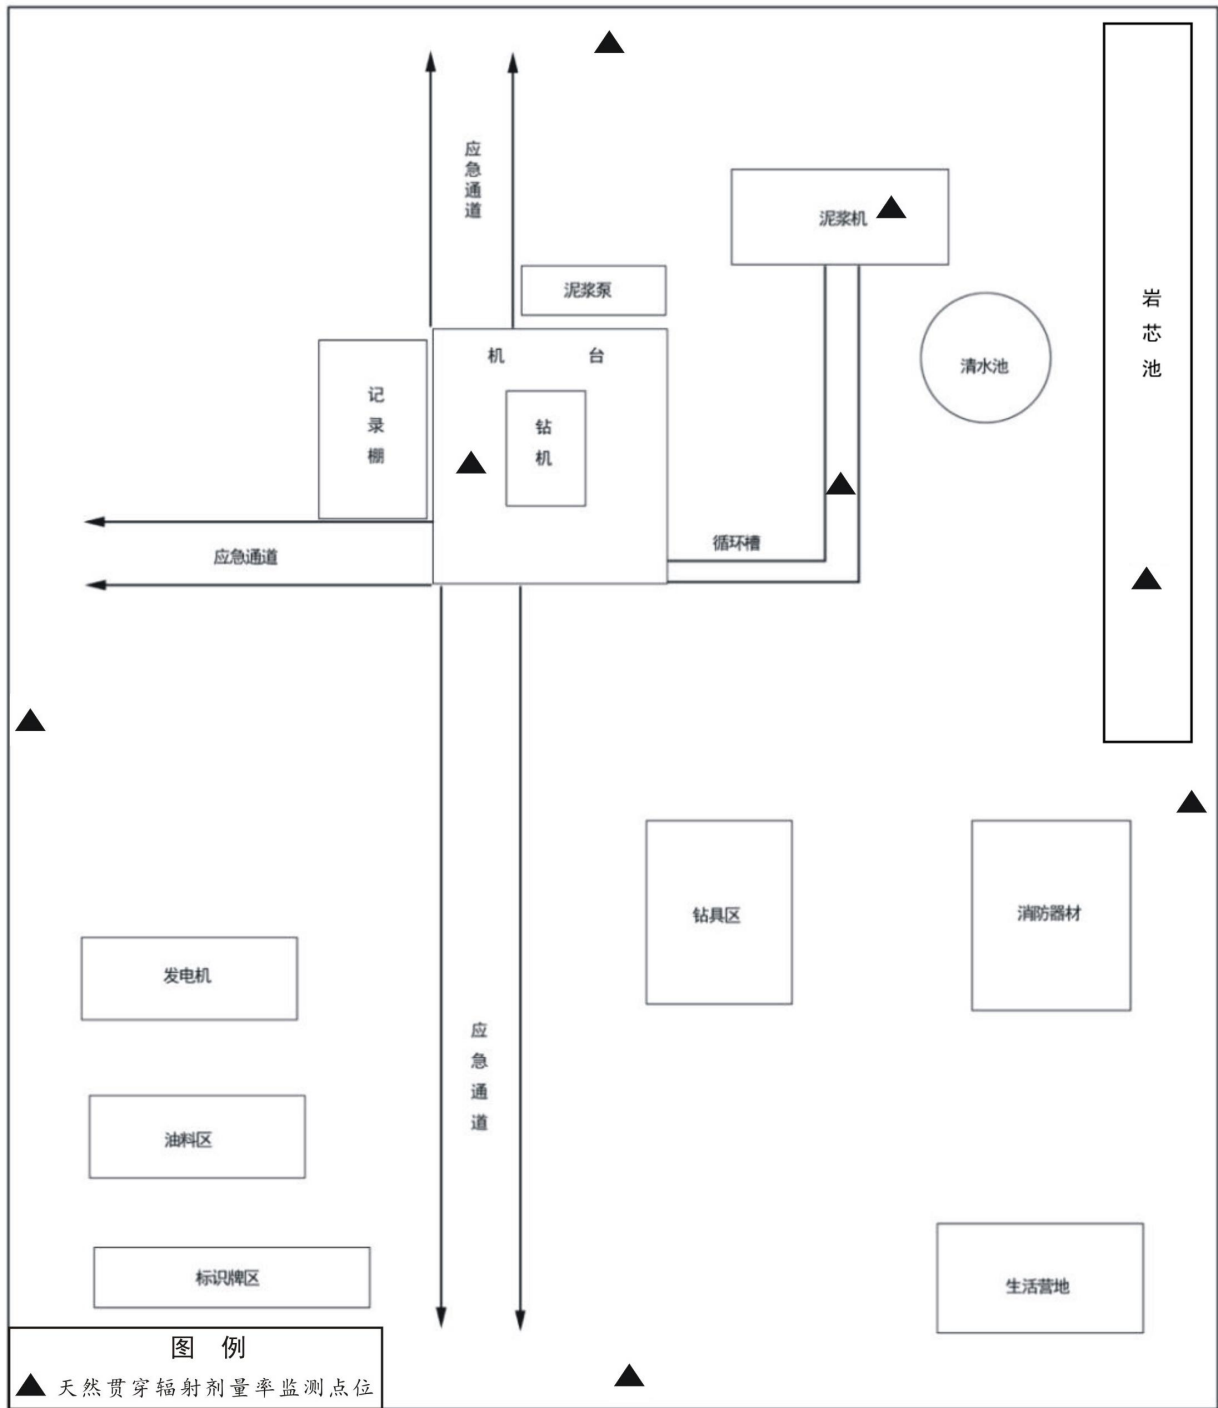 应急通道
泥浆机
泥浆泵
岩芯池
机 台
清水池
记录棚
钻机
循环槽
应急通道
钻具区
消防器材
发电机
应急通道
油料区
标识牌区
生活营地
图 例
天然贯穿辐射剂量率监测点位